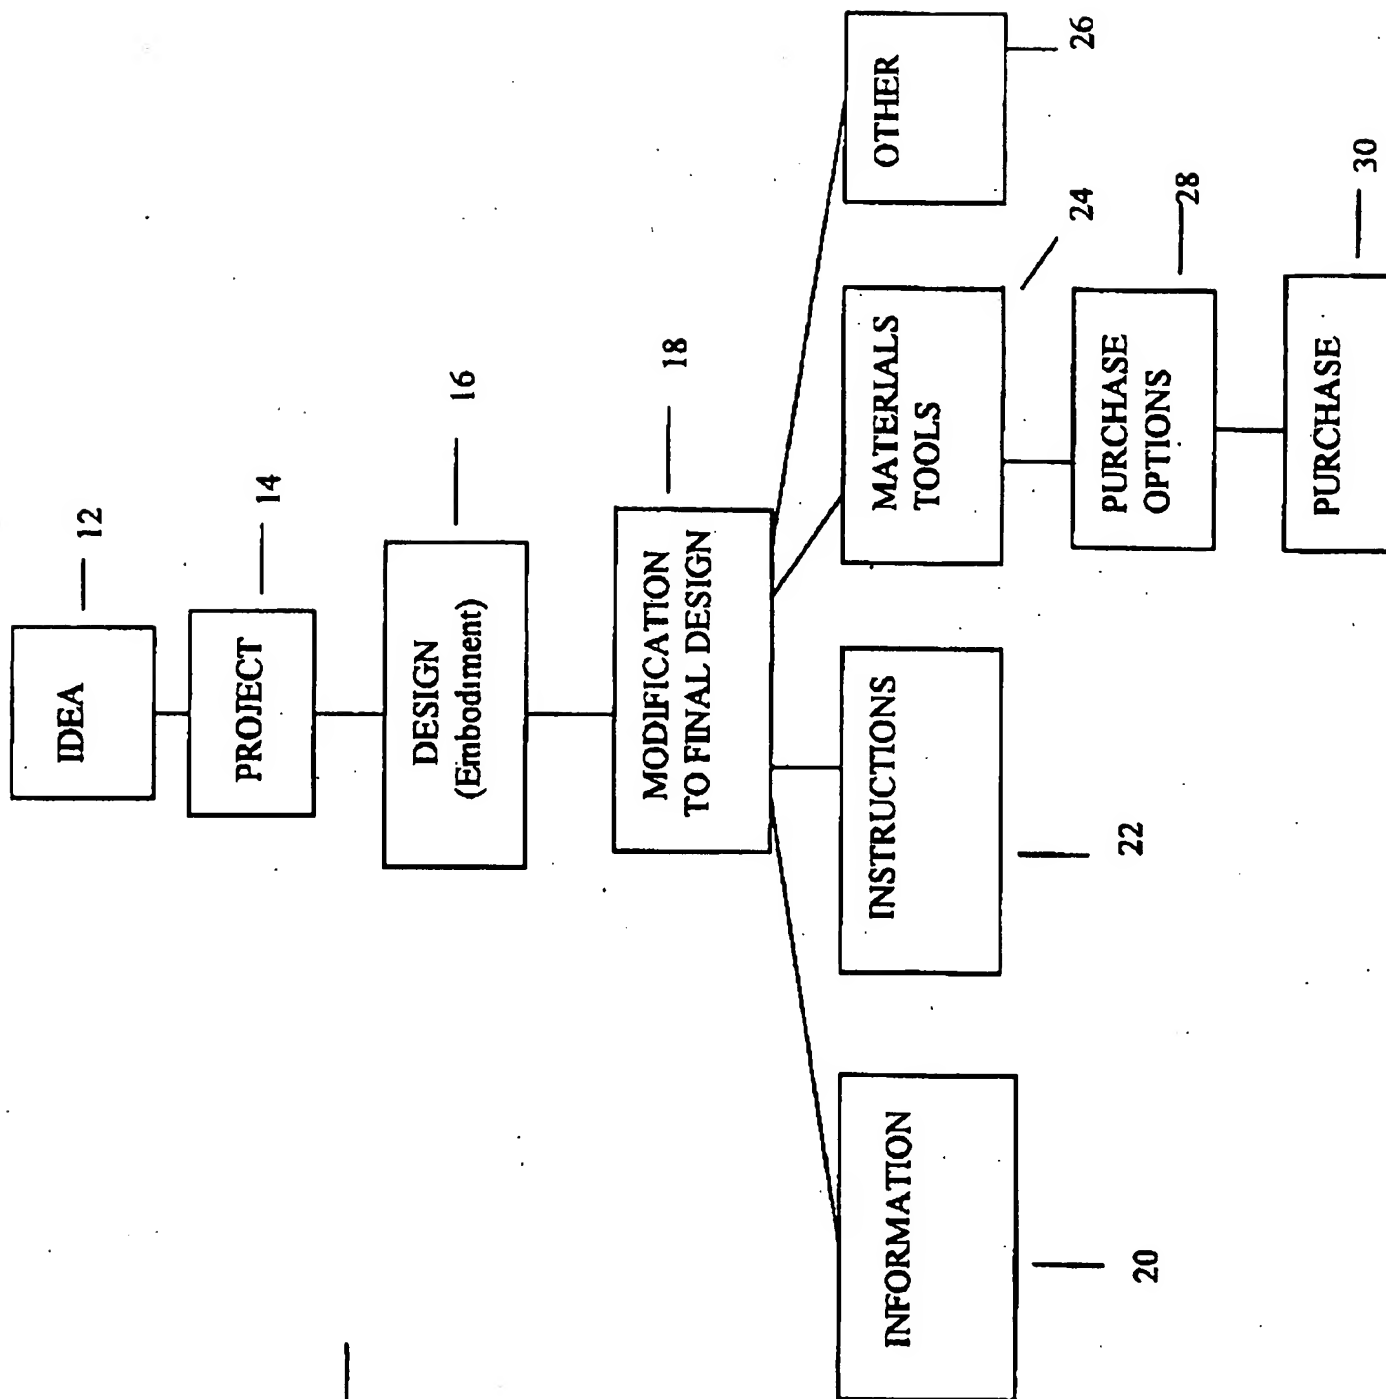 IDEA
12
PROJECT
14
DESIGN
(Embodiment)
16
MODIFICATION
TO FINAL DESIGN
18
INFORMATION
20
INSTRUCTIONS
22
MATERIALS
TOOLS
24
OTHER
26
PURCHASE
OPTIONS
28
PURCHASE
30